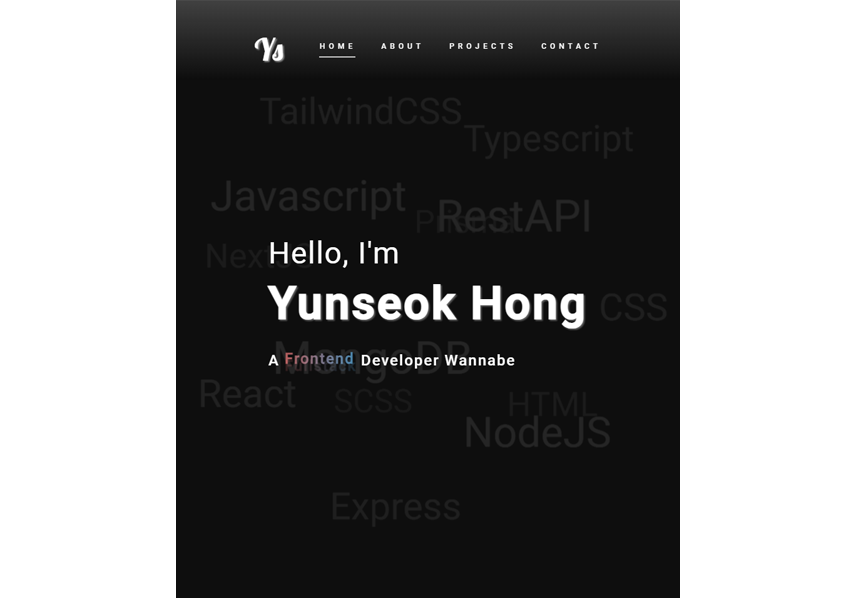 Ys
HOME ABOUT PROJECTS CONTACT
TailwindCSS
Typescript
Javascript
RestAPI
Prisma
NextJS
Hello, I'm
Yunseok Hong
CSS
MongoDB
A Frontend Developer Wannabe
React
SCSS
HTML
NodeJS
Express